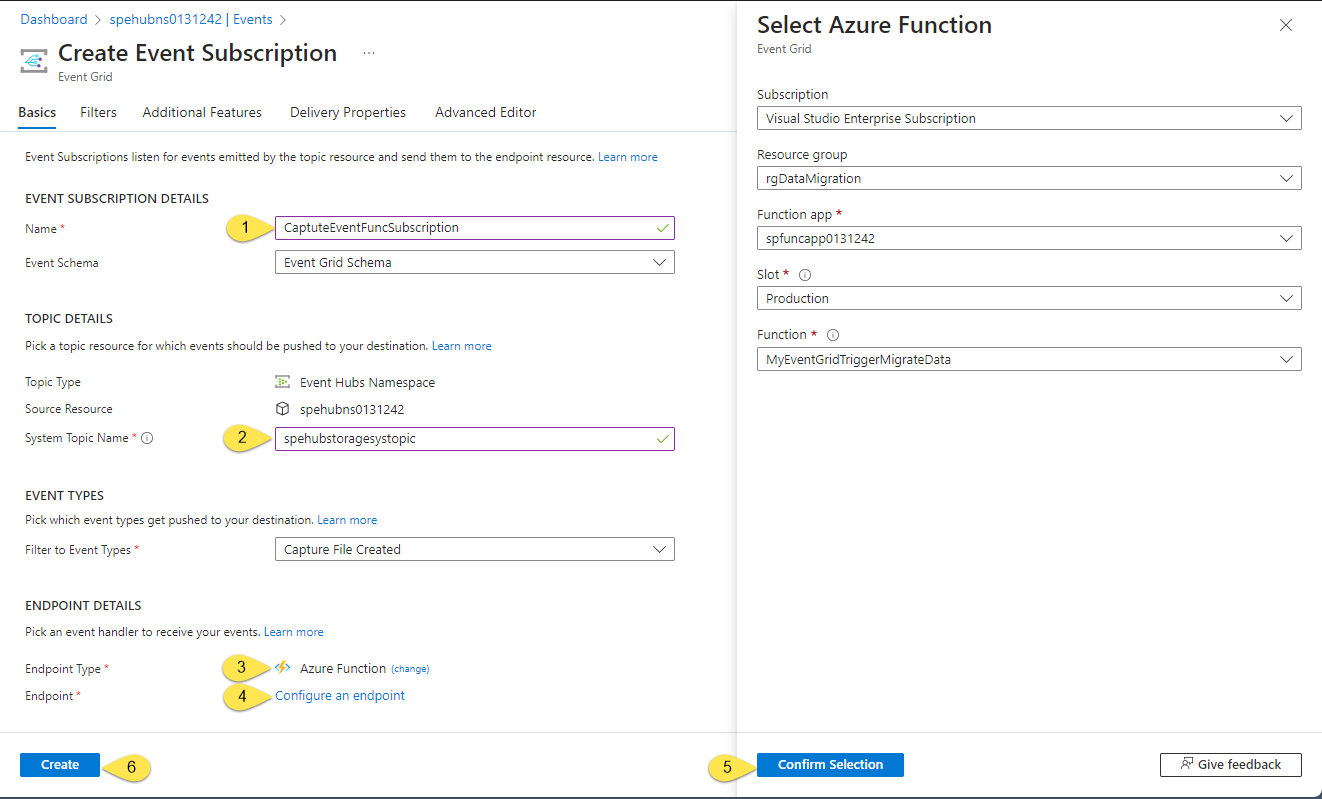 Dashboard > spehubns0131242 | Events >
Create Event Subscription ...
Event Grid
Basics Filters Additional Features Delivery Properties Advanced Editor
Event Subscriptions listen for events emitted by the topic resource and send them to the endpoint resource. Learn more
EVENT SUBSCRIPTION DETAILS
Name * 1 CaptuteEventFuncSubscription
Event Schema Event Grid Schema
TOPIC DETAILS
Pick a topic resource for which events should be pushed to your destination. Learn more
Topic Type Event Hubs Namespace
Source Resource spehubns0131242
System Topic Name * 2 spehubstoragesystopic
EVENT TYPES
Pick which event types get pushed to your destination. Learn more
Filter to Event Types * Capture File Created
ENDPOINT DETAILS
Pick an event handler to receive your events. Learn more
Endpoint Type * 3 Azure Function (change)
Endpoint * 4 Configure an endpoint
Create 6
Select Azure Function
Event Grid
Subscription
Visual Studio Enterprise Subscription
Resource group
rgDataMigration
Function app *
spfuncapp0131242
Slot *
Production
Function *
MyEventGridTriggerMigrateData
5 Confirm Selection Give feedback